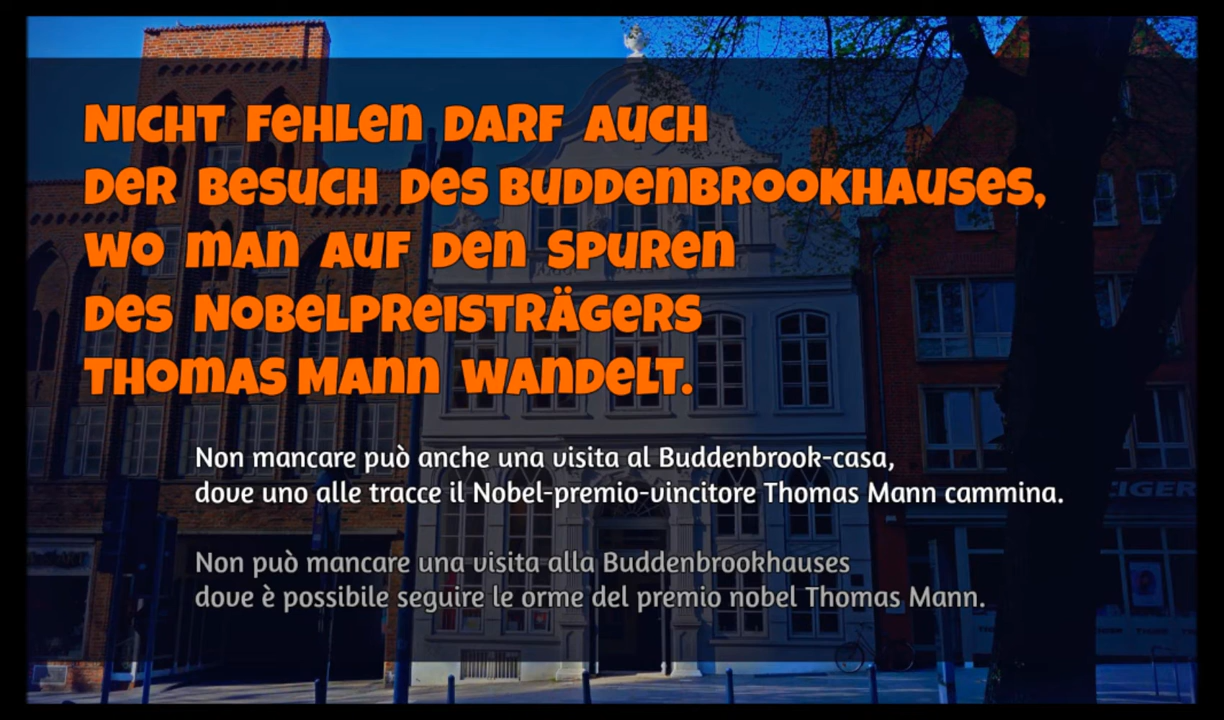 Nicht fehlen darf auch
der Besuch des Buddenbrookhauses,
wo man auf den Spuren
des Nobelpreisträgers
Thomas Mann wandelt.
Non mancare può anche una visita al Buddenbrook-casa,
dove uno alle tracce il Nobel-premio-vincitore Thomas Mann cammina.
Non può mancare una visita alla Buddenbrookhauses
dove è possibile seguire le orme del premio nobel Thomas Mann.